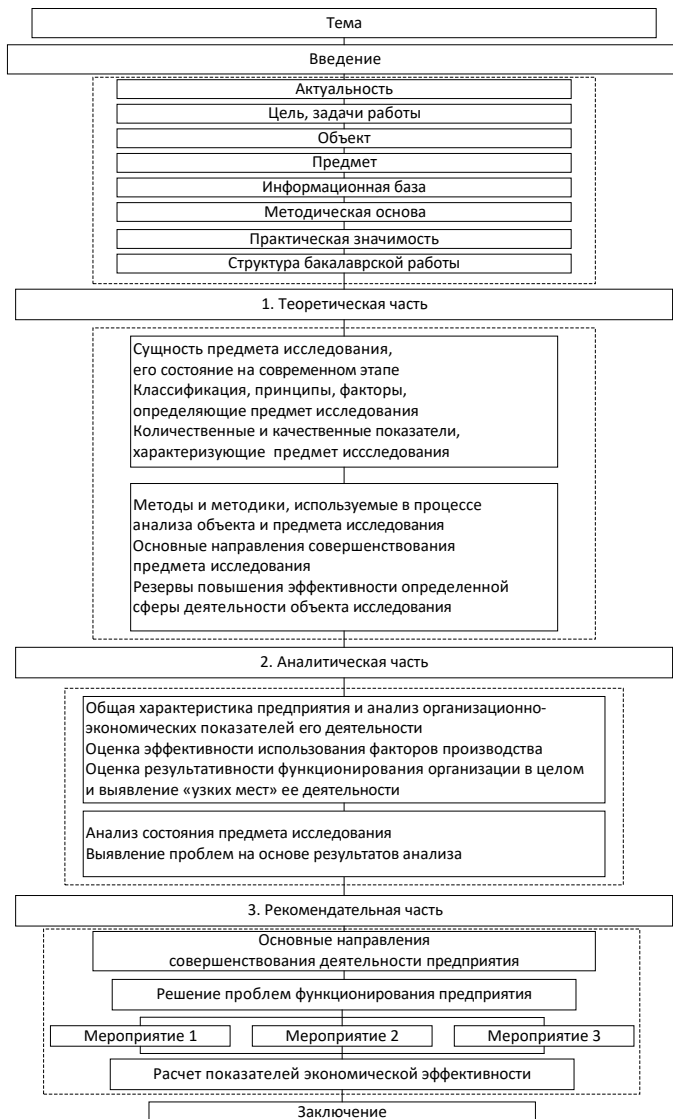 Тема
Введение
Актуальность
Цель, задачи работы
Объект
Предмет
Информационная база
Методическая основа
Практическая значимость
Структура бакалаврской работы
1. Теоретическая часть
Сущность предмета исследования,
его состояние на современном этапе
Классификация, принципы, факторы,
определяющие предмет исследования
Количественные и качественные показатели,
характеризующие предмет иссследования
Методы и методики, используемые в процессе
анализа объекта и предмета исследования
Основные направления совершенствования
предмета исследования
Резервы повышения эффективности определенной
сферы деятельности объекта исследования
2. Аналитическая часть
Общая характеристика предприятия и анализ организационно-
экономических показателей его деятельности
Оценка эффективности использования факторов производства
Оценка результативности функционирования организации в целом
и выявление «узких мест» ее деятельности
Анализ состояния предмета исследования
Выявление проблем на основе результатов анализа
3. Рекомендательная часть
Основные направления
совершенствования деятельности предприятия
Решение проблем функционирования предприятия
Мероприятие 1
Мероприятие 2
Мероприятие 3
Расчет показателей экономической эффективности
Заключение